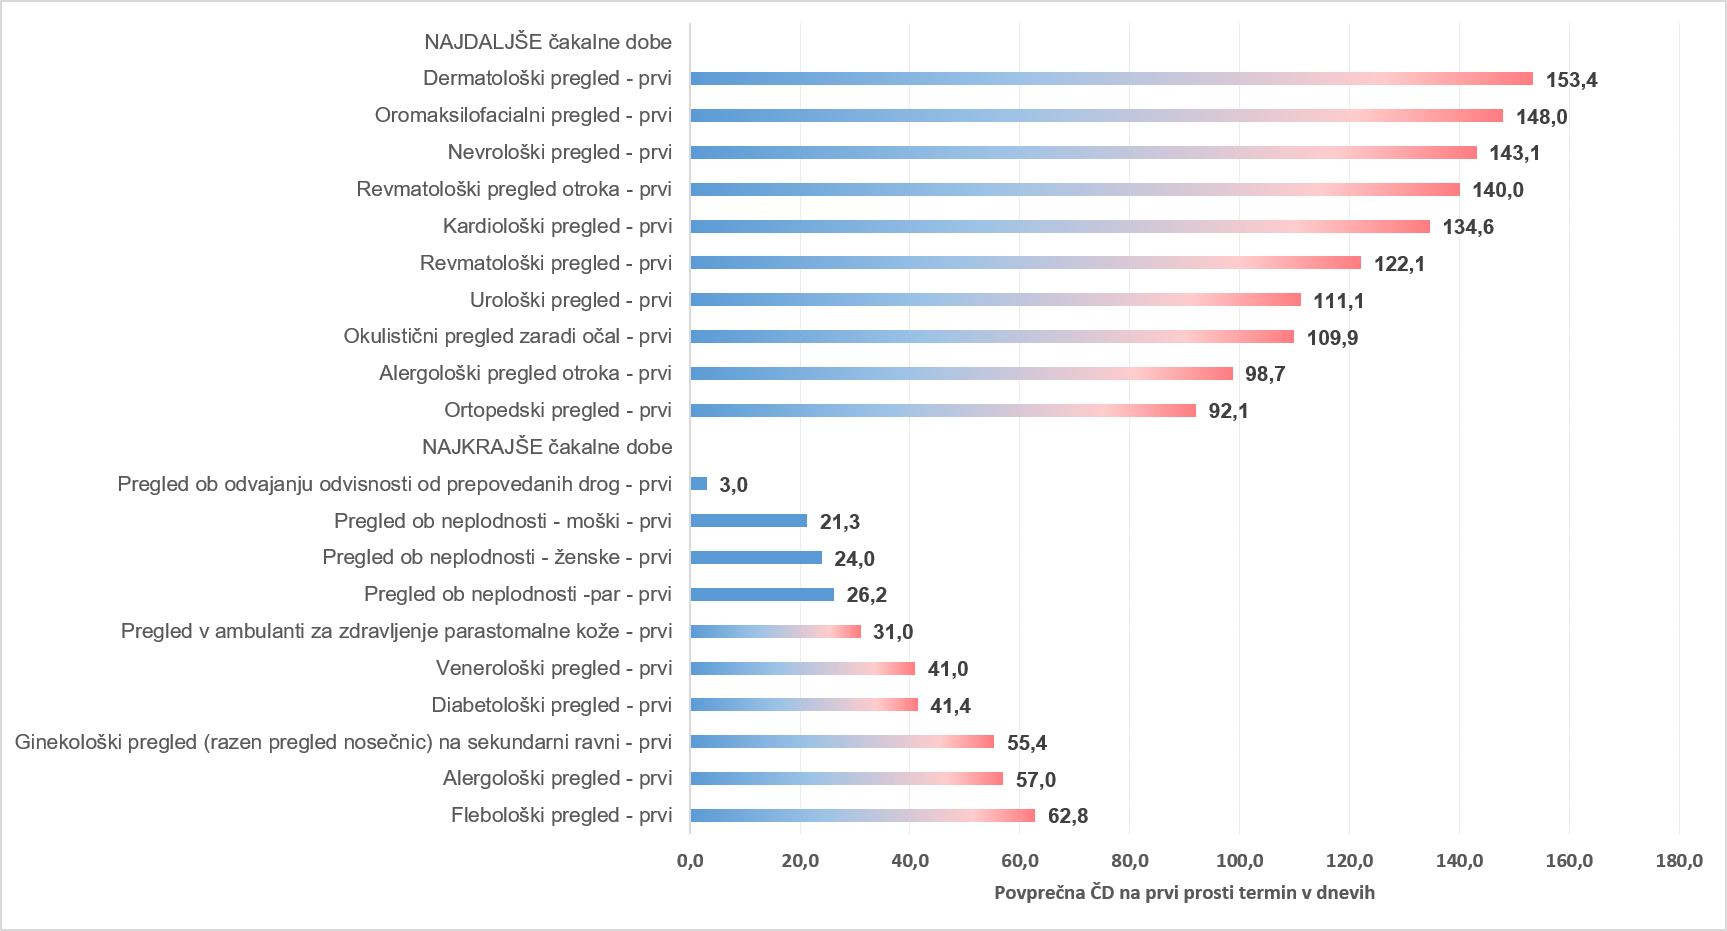 NAJDALJŠE čakalne dobe
Dermatološki pregled - prvi 153,4
Oromaksilofacialni pregled - prvi 148,0
Nevrološki pregled - prvi 143,1
Revmatološki pregled otroka - prvi 140,0
Kardiološki pregled - prvi 134,6
Revmatološki pregled - prvi 122,1
Urološki pregled - prvi 111,1
Okulistični pregled zaradi očal - prvi 109,9
Alergološki pregled otroka - prvi 98,7
Ortopedski pregled - prvi 92,1
NAJKRAJŠE čakalne dobe
Pregled ob odvajanju odvisnosti od prepovedanih drog - prvi 3,0
Pregled ob neplodnosti - moški - prvi 21,3
Pregled ob neplodnosti - ženske - prvi 24,0
Pregled ob neplodnosti -par - prvi 26,2
Pregled v ambulanti za zdravljenje parastomalne kože - prvi 31,0
Venerološki pregled - prvi 41,0
Diabetološki pregled - prvi 41,4
Ginekološki pregled (razen pregled nosečnic) na sekundarni ravni - prvi 55,4
Alergološki pregled - prvi 57,0
Flebološki pregled - prvi 62,8
0,0 20,0 40,0 60,0 80,0 100,0 120,0 140,0 160,0 180,0
Povprečna ČD na prvi prosti termin v dnevih